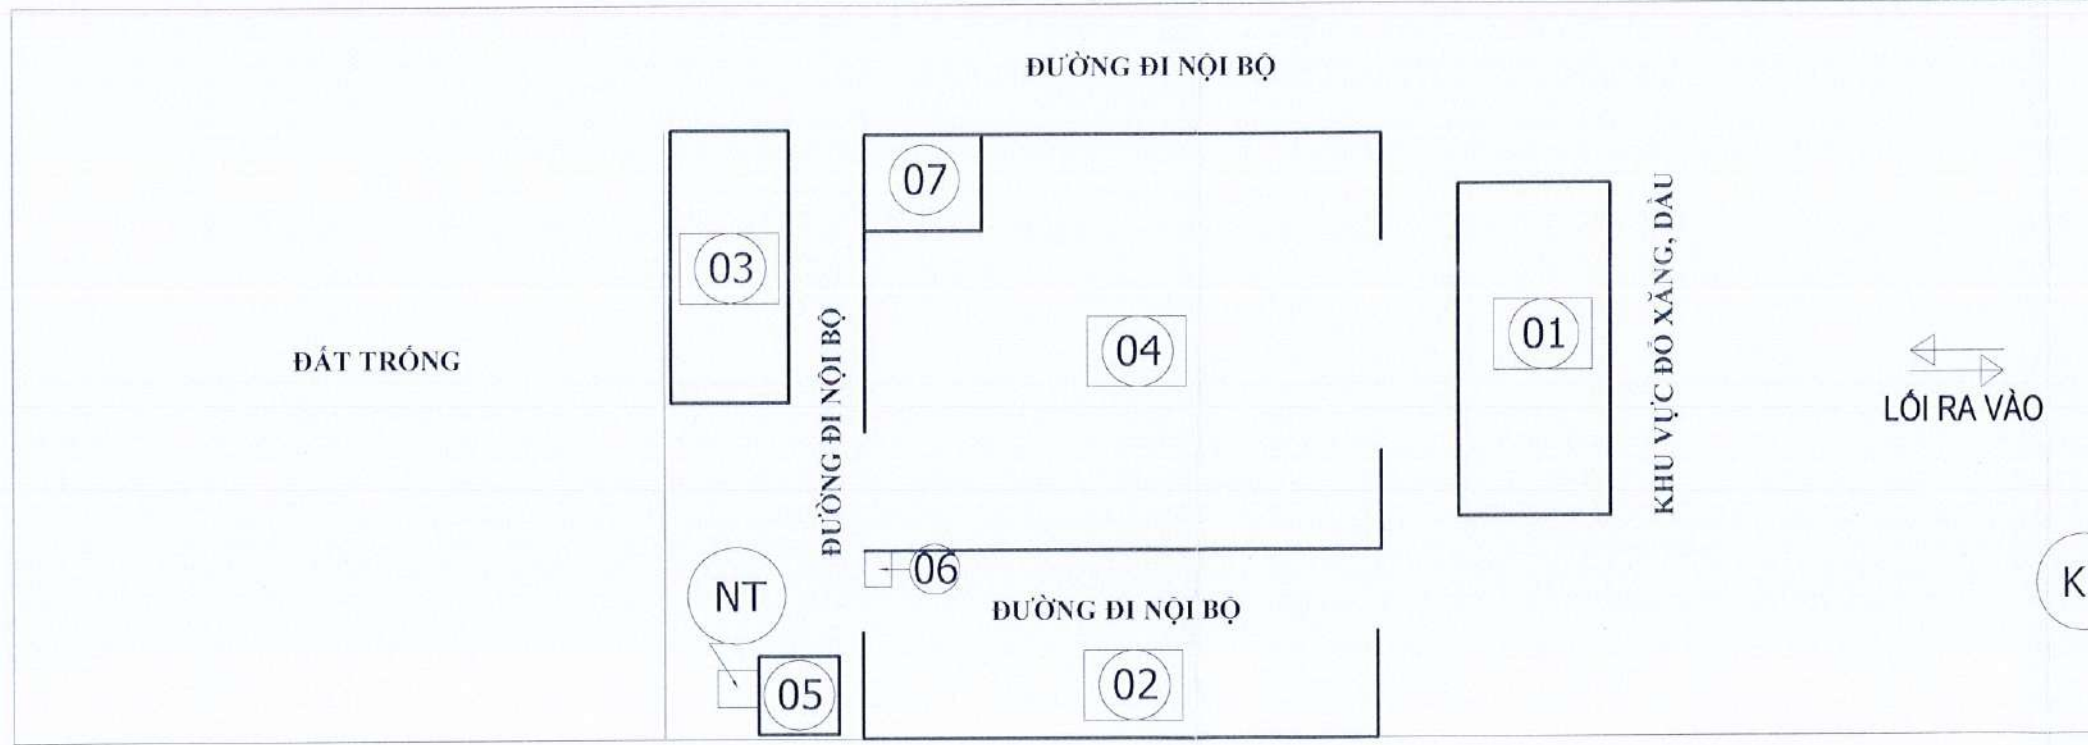 ĐƯỜNG ĐI NỘI BỘ
07
03
04
01
ĐẤT TRỐNG
ĐƯỜNG ĐI NỘI BỘ
KHU VỰC ĐỔ XĂNG, DẦU
LỐI RA VÀO
06
NT
K
ĐƯỜNG ĐI NỘI BỘ
05
02